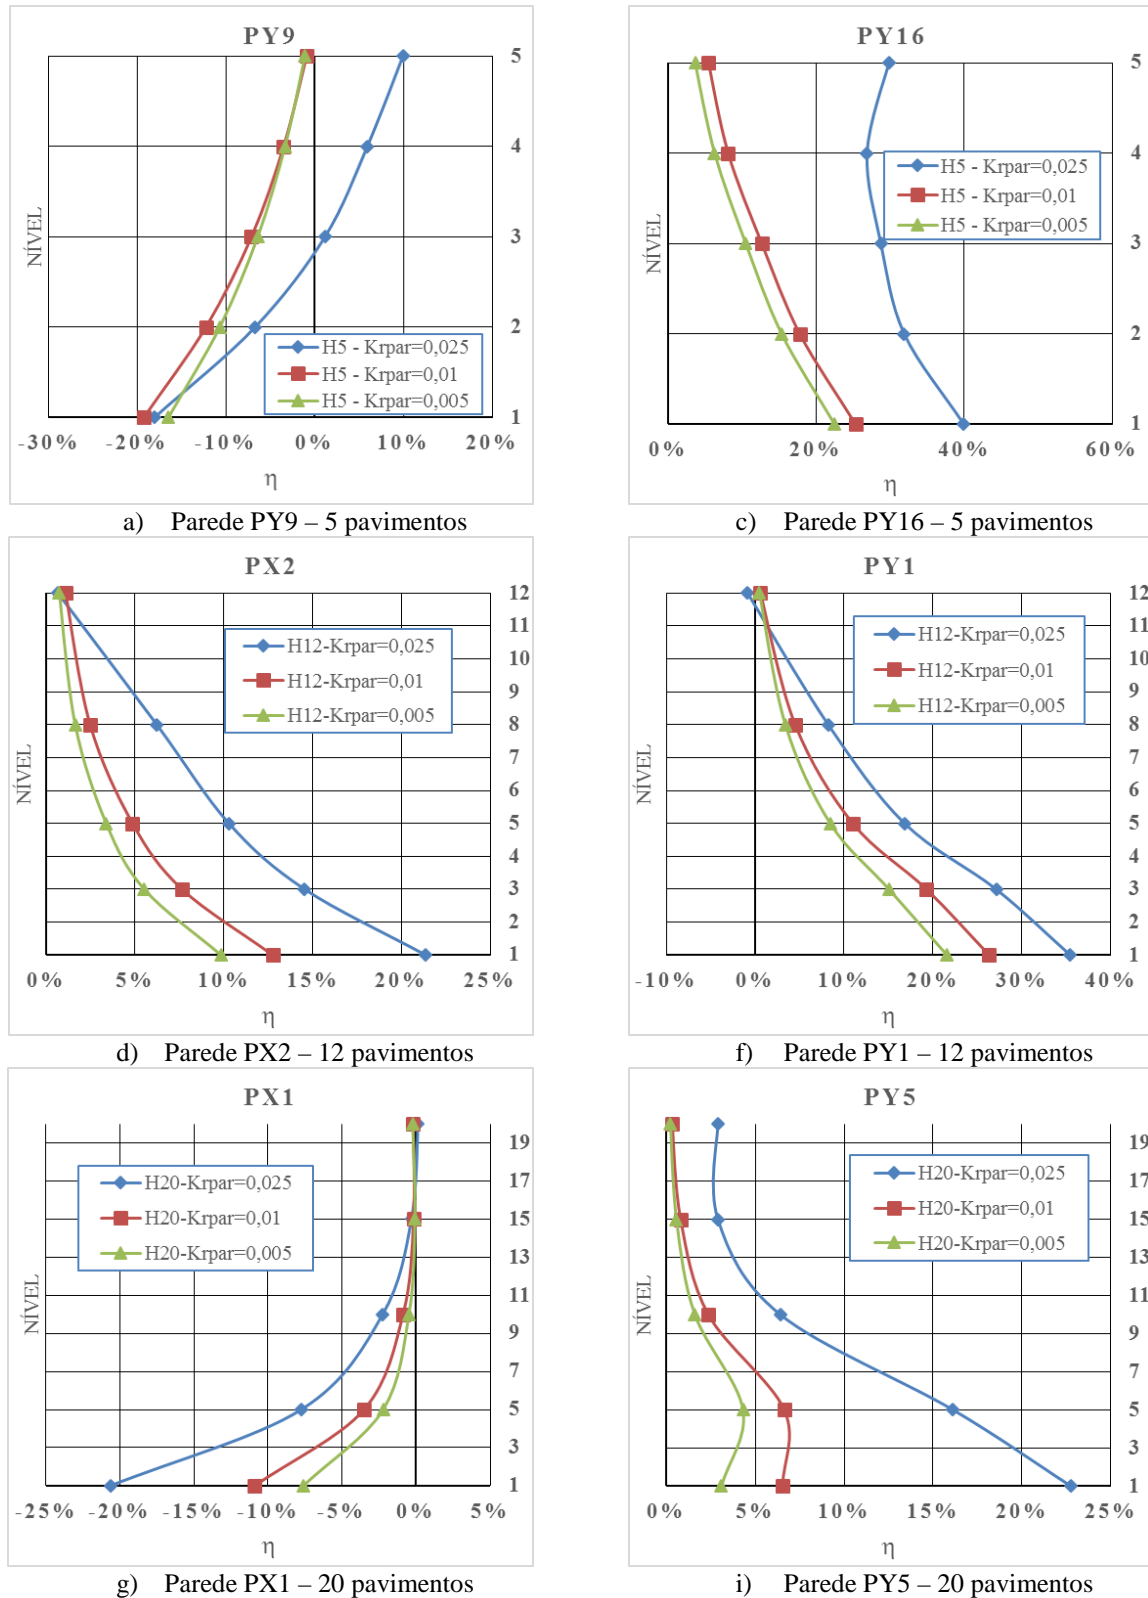 PY9
5
4
3
2
1
NÍVEL
H5 - Krpar=0,025
H5 - Krpar=0,01
H5 - Krpar=0,005
-30% -20% -10% 0% 10% 20%
η
a) Parede PY9 – 5 pavimentos
PY16
5
4
3
2
1
NÍVEL
H5 - Krpar=0,025
H5 - Krpar=0,01
H5 - Krpar=0,005
0% 20% 40% 60%
η
c) Parede PY16 – 5 pavimentos
PX2
12
11
10
9
8
7
6
5
4
3
2
1
NÍVEL
H12-Krpar=0,025
H12-Krpar=0,01
H12-Krpar=0,005
0% 5% 10% 15% 20% 25%
η
d) Parede PX2 – 12 pavimentos
PY1
12
11
10
9
8
7
6
5
4
3
2
1
NÍVEL
H12-Krpar=0,025
H12-Krpar=0,01
H12-Krpar=0,005
-10% 0% 10% 20% 30% 40%
η
f) Parede PY1 – 12 pavimentos
PX1
19
17
15
13
11
9
7
5
3
1
NÍVEL
H20-Krpar=0,025
H20-Krpar=0,01
H20-Krpar=0,005
-25% -20% -15% -10% -5% 0% 5%
η
g) Parede PX1 – 20 pavimentos
PY5
19
17
15
13
11
9
7
5
3
1
NÍVEL
H20-Krpar=0,025
H20-Krpar=0,01
H20-Krpar=0,005
0% 5% 10% 15% 20% 25%
η
i) Parede PY5 – 20 pavimentos